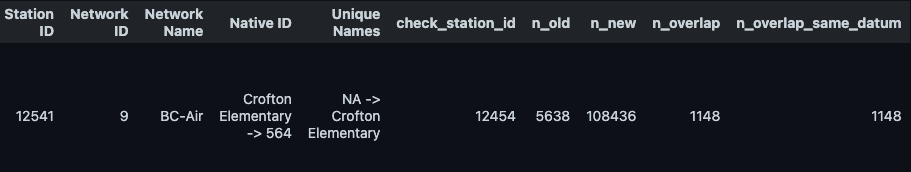 Station ID	Network ID	Network Name	Native ID	Unique Names	check_station_id	n_old	n_new	n_overlap	n_overlap_same_datum
12541	9	BC-Air	Crofton Elementary -> 564	NA -> Crofton Elementary	12454	5638	108436	1148	1148